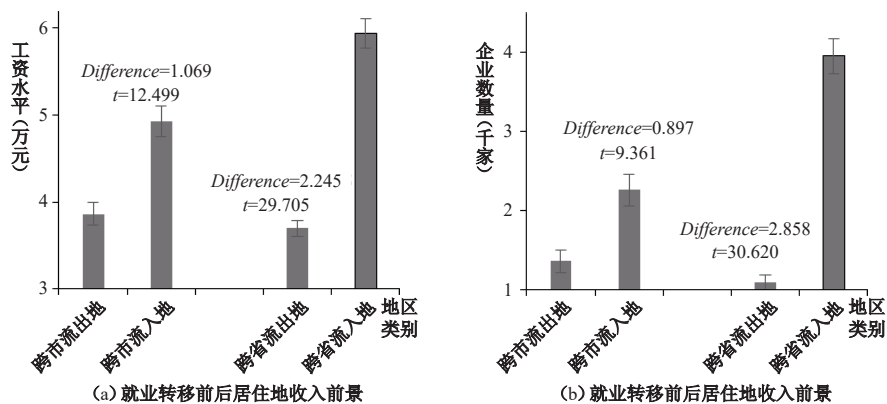 工资水平（万元）
6
5
4
3
Difference=1.069
t=12.499
Difference=2.245
t=29.705
跨市流出地
跨市流入地
跨省流出地
跨省流入地
地区
类别
（a）就业转移前后居住地收入前景
企业数量（千家）
4
3
2
1
Difference=0.897
t=9.361
Difference=2.858
t=30.620
跨市流出地
跨市流入地
跨省流出地
跨省流入地
地区
类别
（b）就业转移前后居住地收入前景